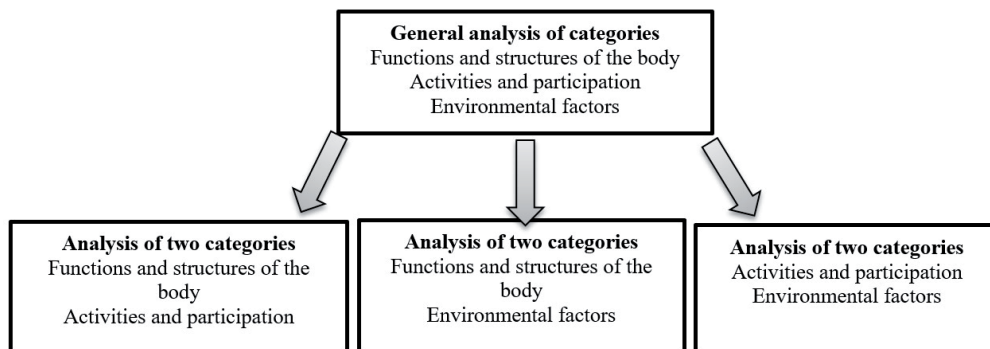 General analysis of categories
Functions and structures of the body
Activities and participation
Environmental factors
Analysis of two categories
Functions and structures of the
body
Activities and participation
Analysis of two categories
Functions and structures of the
body
Environmental factors
Analysis of two categories
Activities and participation
Environmental factors